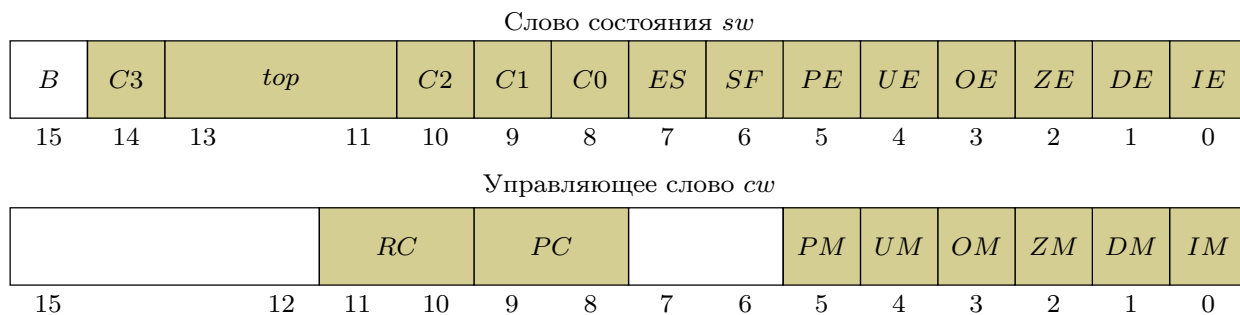 Слово состояния sw
B C3 top C2 C1 C0 ES SF PE UE OE ZE DE IE
15 14 13 11 10 9 8 7 6 5 4 3 2 1 0
Управляющее слово cw
RC PC PM UM OM ZM DM IM
15 12 11 10 9 8 7 6 5 4 3 2 1 0